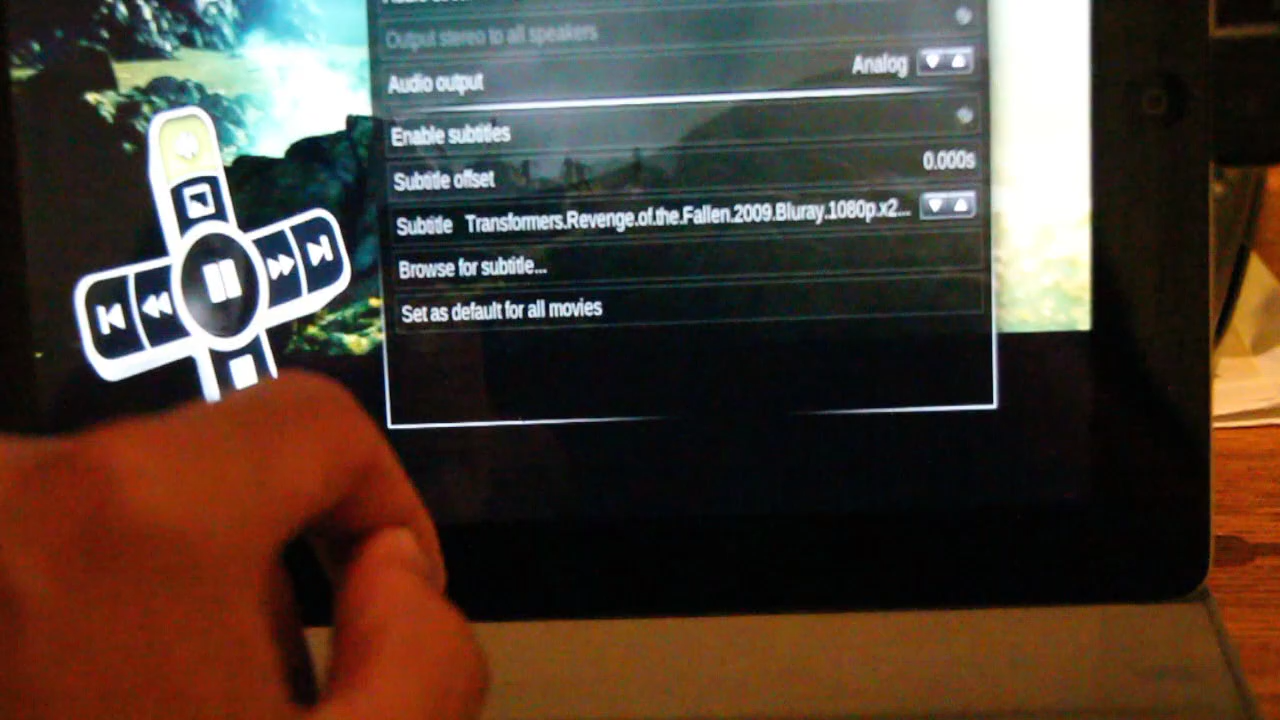 Output stereo to all speakers
Audio output Analog
Enable subtitles
Subtitle offset 0.000s
Subtitle Transformers.Revenge.of.the.Fallen.2009.Bluray.1080p.x2...
Browse for subtitle...
Set as default for all movies